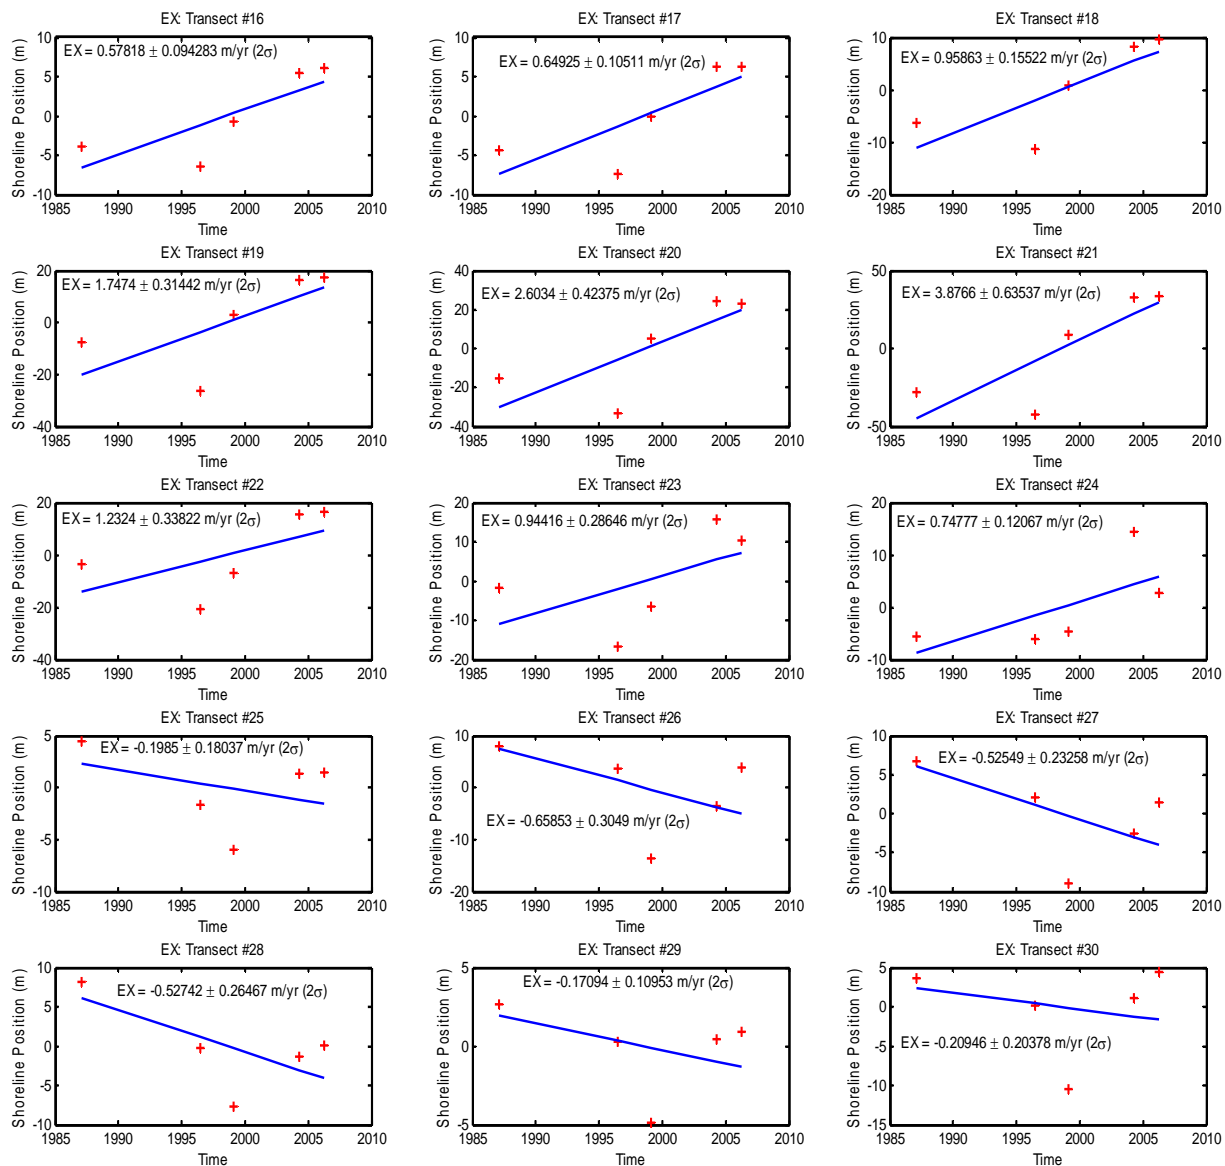 EX: Transect #16
EX = 0.57818 ± 0.094283 m/yr (2σ)
Shoreline Position (m)
10
5
0
-5
-10
1985 1990 1995 2000 2005 2010
Time
EX: Transect #17
EX = 0.64925 ± 0.10511 m/yr (2σ)
Shoreline Position (m)
10
5
0
-5
-10
1985 1990 1995 2000 2005 2010
Time
EX: Transect #18
EX = 0.95863 ± 0.15522 m/yr (2σ)
Shoreline Position (m)
10
0
-10
-20
1985 1990 1995 2000 2005 2010
Time
EX: Transect #19
EX = 1.7474 ± 0.31442 m/yr (2σ)
Shoreline Position (m)
20
0
-20
-40
1985 1990 1995 2000 2005 2010
Time
EX: Transect #20
EX = 2.6034 ± 0.42375 m/yr (2σ)
Shoreline Position (m)
40
20
0
-20
-40
1985 1990 1995 2000 2005 2010
Time
EX: Transect #21
EX = 3.8766 ± 0.63537 m/yr (2σ)
Shoreline Position (m)
50
0
-50
1985 1990 1995 2000 2005 2010
Time
EX: Transect #22
EX = 1.2324 ± 0.33822 m/yr (2σ)
Shoreline Position (m)
20
0
-20
-40
1985 1990 1995 2000 2005 2010
Time
EX: Transect #23
EX = 0.94416 ± 0.28646 m/yr (2σ)
Shoreline Position (m)
20
10
0
-10
-20
1985 1990 1995 2000 2005 2010
Time
EX: Transect #24
EX = 0.74777 ± 0.12067 m/yr (2σ)
Shoreline Position (m)
20
10
0
-10
1985 1990 1995 2000 2005 2010
Time
EX: Transect #25
EX = -0.1985 ± 0.18037 m/yr (2σ)
Shoreline Position (m)
5
0
-5
-10
1985 1990 1995 2000 2005 2010
Time
EX: Transect #26
EX = -0.65853 ± 0.3049 m/yr (2σ)
Shoreline Position (m)
10
0
-10
-20
1985 1990 1995 2000 2005 2010
Time
EX: Transect #27
EX = -0.52549 ± 0.23258 m/yr (2σ)
Shoreline Position (m)
10
5
0
-5
-10
1985 1990 1995 2000 2005 2010
Time
EX: Transect #28
EX = -0.52742 ± 0.26467 m/yr (2σ)
Shoreline Position (m)
10
5
0
-5
-10
1985 1990 1995 2000 2005 2010
Time
EX: Transect #29
EX = -0.17094 ± 0.10953 m/yr (2σ)
Shoreline Position (m)
5
0
-5
1985 1990 1995 2000 2005 2010
Time
EX: Transect #30
EX = -0.20946 ± 0.20378 m/yr (2σ)
Shoreline Position (m)
5
0
-5
-10
-15
1985 1990 1995 2000 2005 2010
Time